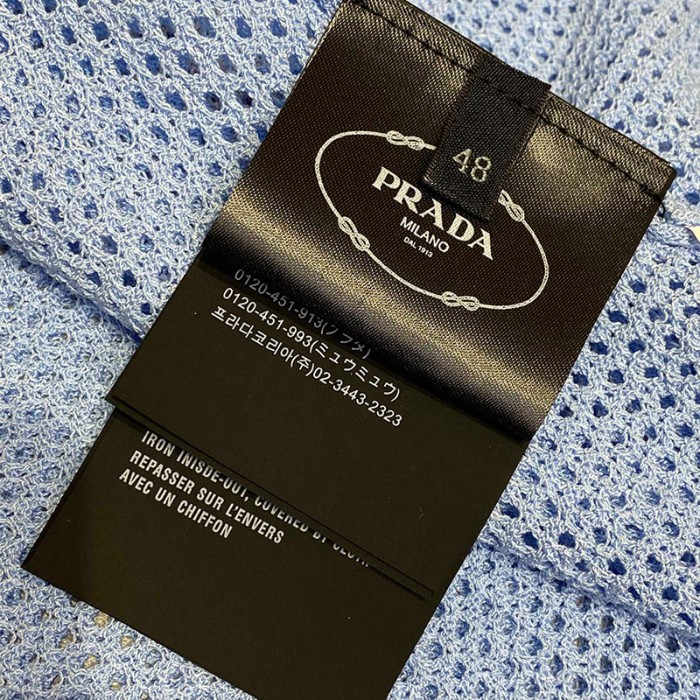 48
PRADA
MILANO
DAL 1913
0120-451-913(プラダ)
0120-451-993(ミュウミュウ)
프라다코리아(주)02-3443-2323
IRON INISDE-OUT, COVERED BY CLOTH
REPASSER SUR L'ENVERS
AVEC UN CHIFFON